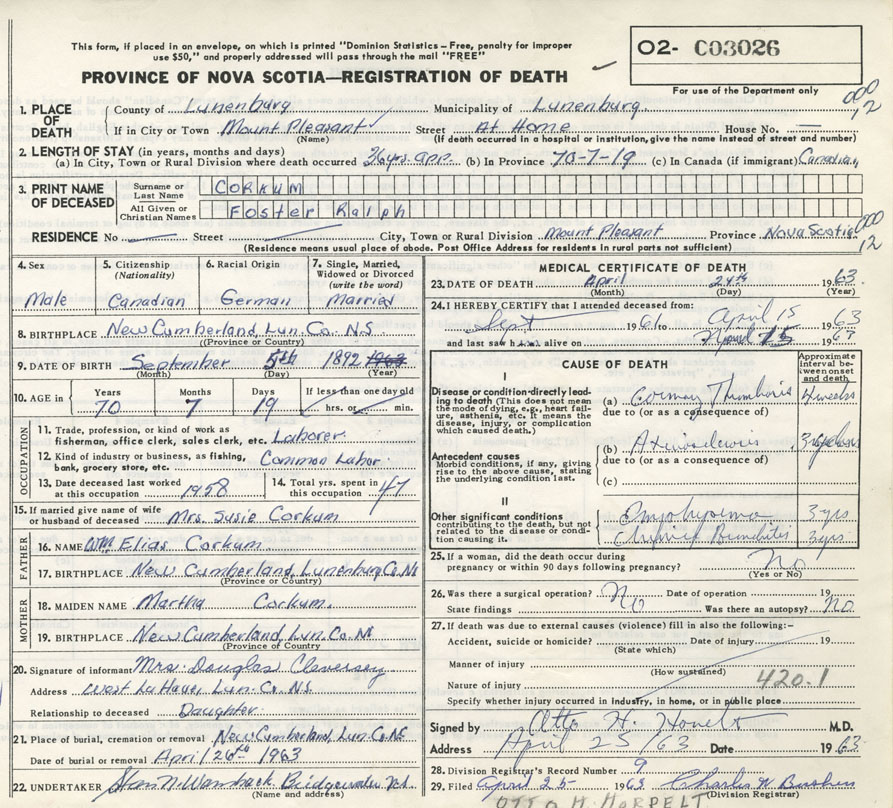 This form, if placed in an envelope, on which is printed "Dominion Statistics – Free, penalty for improper
use $50," and properly addressed will pass through the mail "FREE"
PROVINCE OF NOVA SCOTIA—REGISTRATION OF DEATH
O2- C03026
For use of the Department only
000
12
1. PLACE OF DEATH
County of Lunenburg Municipality of Lunenburg
If in City or Town Mount Pleasant Street At Home House No. —
(Name) (If death occurred in a hospital or institution, give the name instead of street and number)
2. LENGTH OF STAY (in years, months and days)
(a) In City, Town or Rural Division where death occurred 36yrs. app. (b) In Province 70-7-19 (c) In Canada (if immigrant) Canadian
3. PRINT NAME OF DECEASED
Surname or Last Name CORKUM
All Given or Christian Names Foster Ralph
000
12
RESIDENCE No — Street — City, Town or Rural Division Mount Pleasant Province Nova Scotia
(Residence means usual place of abode. Post Office Address for residents in rural parts not sufficient)
4. Sex
Male
5. Citizenship (Nationality)
Canadian
6. Racial Origin
German
7. Single, Married, Widowed or Divorced (write the word)
Married
8. BIRTHPLACE New Cumberland, Lun. Co. N.S
(Province or Country)
9. DATE OF BIRTH September 5th 1892 1963
(Month) (Day) (Year)
10. AGE in Years 70 Months 7 Days 19 If less than one day old hrs. or min.
OCCUPATION
11. Trade, profession, or kind of work as fisherman, office clerk, sales clerk, etc. Laborer
12. Kind of industry or business, as fishing, bank, grocery store, etc. Common Labor
13. Date deceased last worked at this occupation 1958
14. Total yrs. spent in this occupation 47
15. If married give name of wife or husband of deceased Mrs. Susie Corkum
FATHER
16. NAME Wm Elias Corkum
17. BIRTHPLACE New Cumberland, Lunenburg Co. N.S
(Province or Country)
MOTHER
18. MAIDEN NAME Martha Corkum.
19. BIRTHPLACE New Cumberland, Lun. Co. NS
(Province of Country
20. Signature of informant Mrs. Douglas
Address West LaHave, Lun. Co. N.S.
Relationship to deceased Daughter.
21. Place of burial, cremation or removal New Cumberland, Lun. Co. NS
Date of burial or removal April 26th 1963
22. UNDERTAKER Bridgewater N.S.
(Name and address)
MEDICAL CERTIFICATE OF DEATH
23. DATE OF DEATH April 24th 1963
(Month) (Day) (Year)
24. I HEREBY CERTIFY that I attended deceased from:
Sept 1961 to April 15 1963
and last saw h alive on April 15 196
CAUSE OF DEATH
Approximate interval between onset and death
I
Disease or condition directly leading to death (This does not mean the mode of dying, e.g., heart failure, asthenia, etc. It means the disease, injury, or complication which caused death.)
(a) Coronary Thrombosis 4 weeks
due to (or as a consequence of)
Antecedent causes
Morbid conditions, if any, giving rise to the above cause, stating the underlying condition last.
(b)
due to (or as a consequence of)
(c)
II
Other significant conditions contributing to the death, but not related to the disease or condition causing it.
Emphysema 3 yrs
Chronic Bronchitis 3 yrs.
25. If a woman, did the death occur during pregnancy or within 90 days following pregnancy? No
(Yes or No)
26. Was there a surgical operation? No Date of operation 19
State findings Was there an autopsy? No
27. If death was due to external causes (violence) fill in also the following:-
Accident, suicide or homicide? Date of injury 19
(State which)
Manner of injury
(How sustained)
Nature of injury 420.1
Specify whether injury occurred in industry, in home, or in public place
Signed by Otto H. M.D.
Address April 25/63 Date 1963
28. Division Registrar's Record Number 9
29. Filed April 25- 1963 Charles W
(Division Registrar)
OTTO H. HORPELT